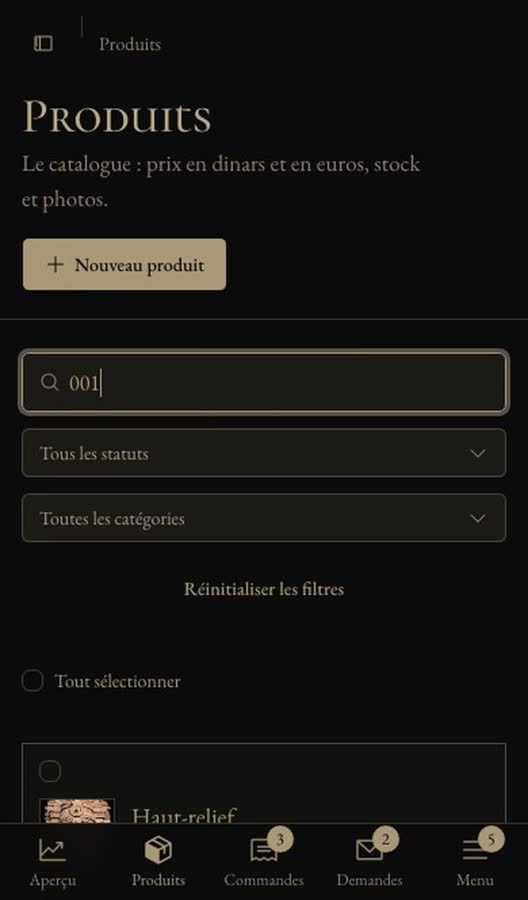 Produits
Produits
Le catalogue : prix en dinars et en euros, stock
et photos.
Nouveau produit
001
Tous les statuts
Toutes les catégories
Réinitialiser les filtres
Tout sélectionner
Haut-relief
3
2
5
Aperçu
Produits
Commandes
Demandes
Menu